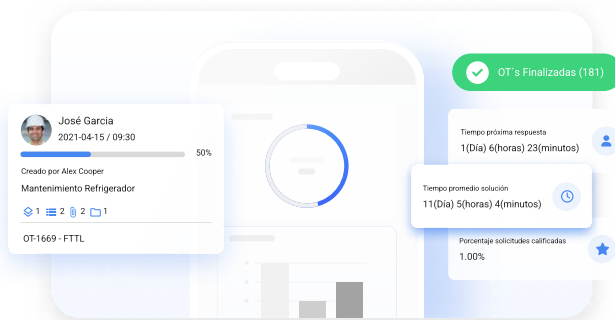 José Garcia
2021-04-15 / 09:30
50%
Creado por Alex Cooper
Mantenimiento Refrigerador
1 2 2 1
OT-1669 - FTTL
OT´s Finalizadas (181)
Tiempo próxima respuesta
1(Día) 6(horas) 23(minutos)
Tiempo promedio solución
11(Día) 5(horas) 4(minutos)
Porcentaje solicitudes calificadas
1.00%